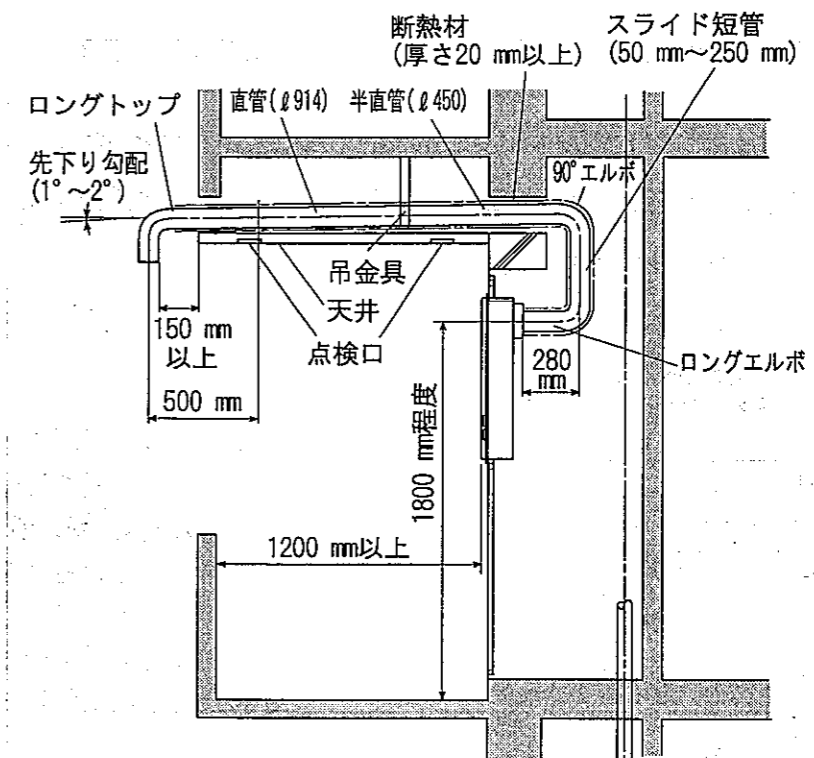 断熱材
(厚さ20 mm以上)
スライド短管
(50 mm～250 mm)
ロングトップ
直管(ℓ914)
半直管(ℓ450)
先下り勾配
(1°～2°)
90°エルボ
吊金具
天井
点検口
150 mm
以上
500 mm
280
mm
ロングエルボ
1800 mm程度
1200 mm以上